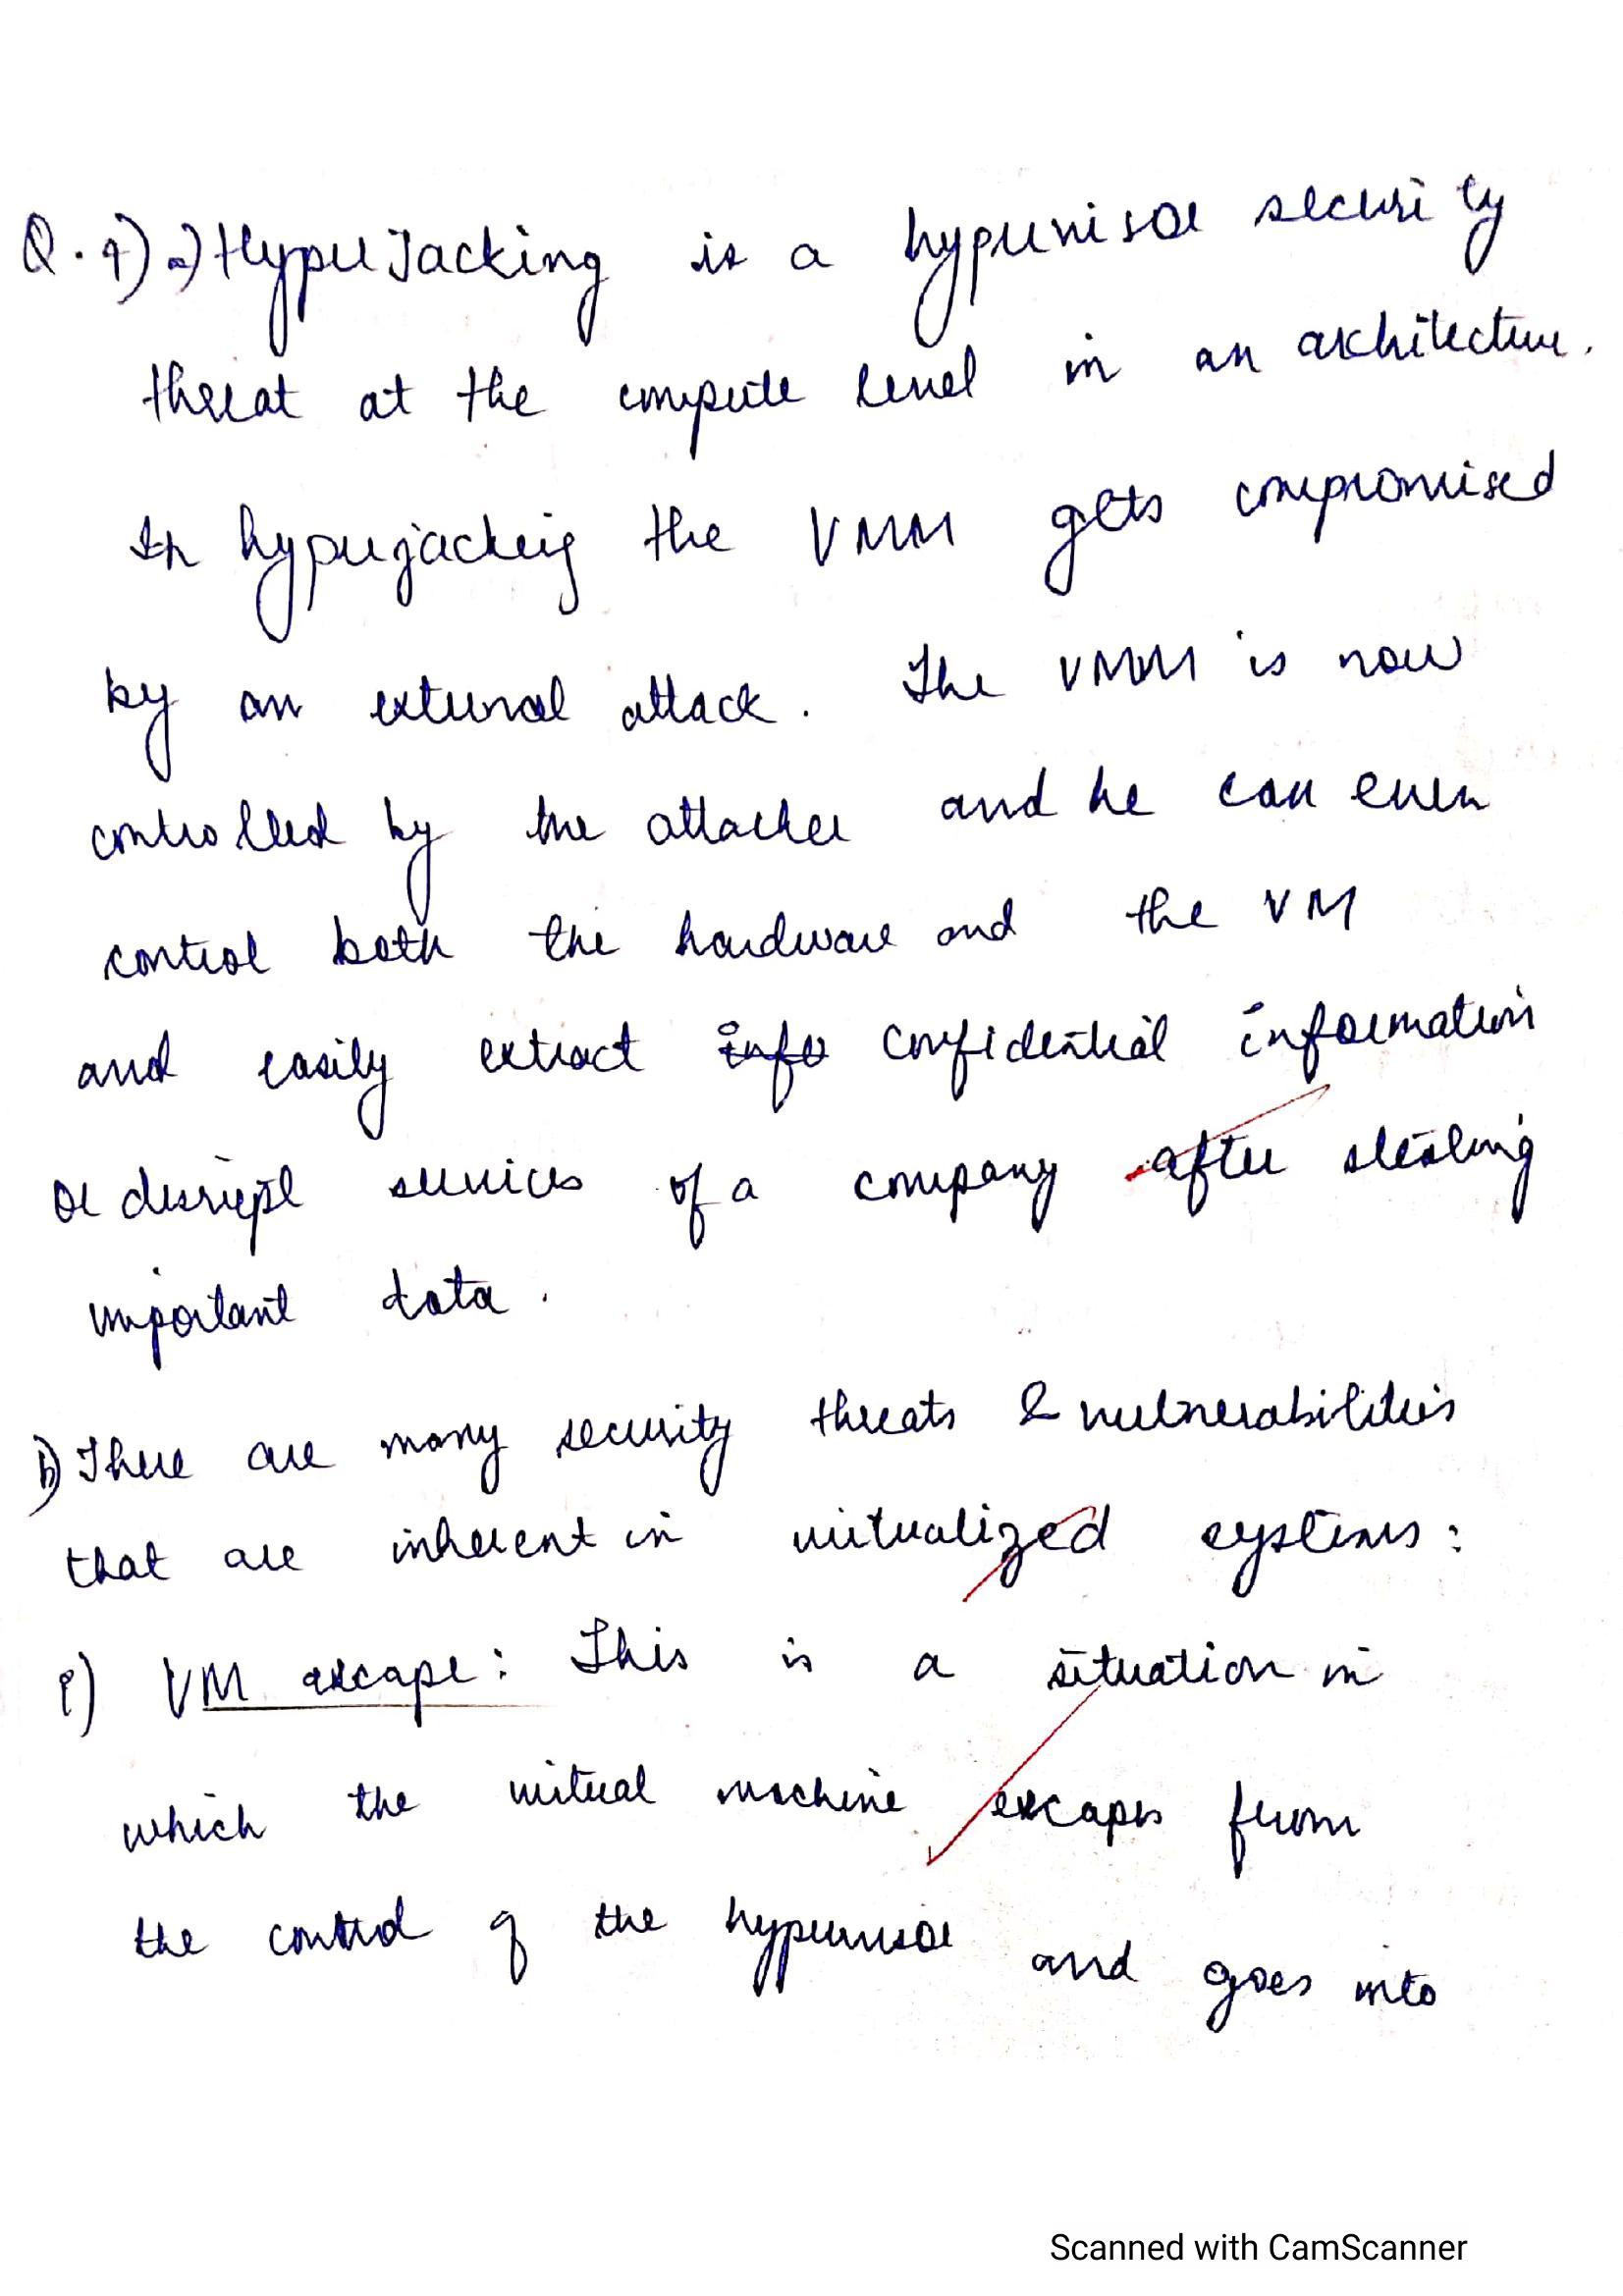 Q.9) a) HyperJacking is a hypervisor security
threat at the compute level in an architecture.
In hyperjacking the VMM gets compromised
by an external attack. The VMM is now
controlled by the attacker and he can even
control both the hardware and the VM
and easily extract info confidential information
or disrupt services of a company after stealing
important data.
b) There are many security threats & vulnerabilities
that are inherent in virtualized systems:
i) VM escape: This is a situation in
which the virtual machine escapes from
the control of the hypervisor and goes into
Scanned with CamScanner